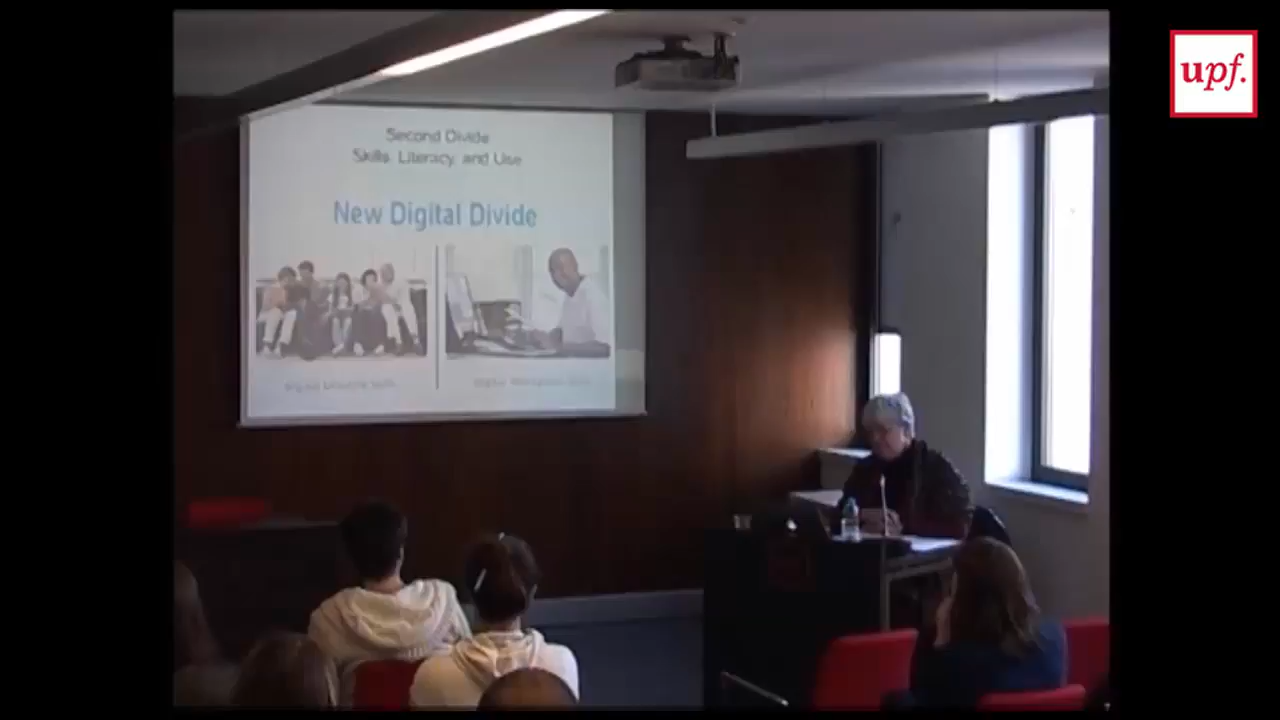 upf.
Second Divide
Skills, Literacy, and Use
New Digital Divide